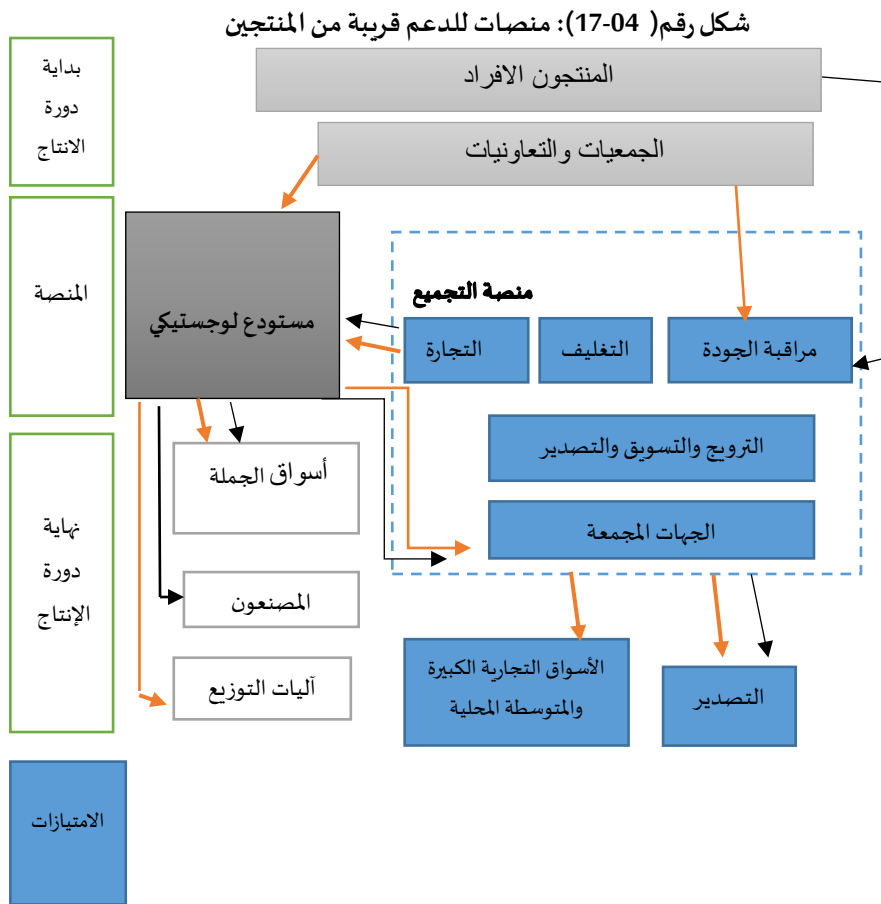 شكل رقم( 04-17): منصات للدعم قريبة من المنتجين
بداية
دورة
الانتاج
المنتجون الافراد
الجمعيات والتعاونيات
المنصة
مستودع لوجستيكي
منصة التجميع
مراقبة الجودة
التغليف
التجارة
الترويج والتسويق والتصدير
الجهات المجمعة
نهاية
دورة
الإنتاج
أسواق الجملة
المصنعون
آليات التوزيع
الأسواق التجارية الكبيرة
والمتوسطة المحلية
التصدير
الامتيازات